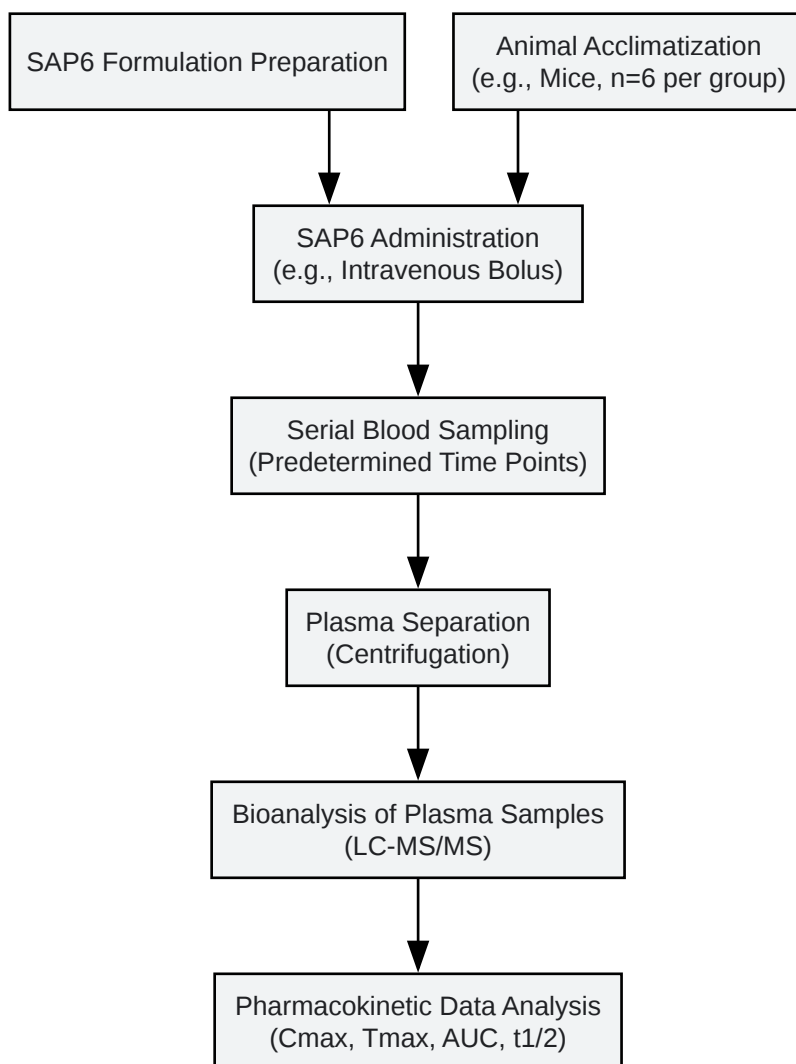 SAP6 Formulation Preparation
Animal Acclimatization
(e.g., Mice, n=6 per group)
SAP6 Administration
(e.g., Intravenous Bolus)
Serial Blood Sampling
(Predetermined Time Points)
Plasma Separation
(Centrifugation)
Bioanalysis of Plasma Samples
(LC-MS/MS)
Pharmacokinetic Data Analysis
(Cmax, Tmax, AUC, t1/2)